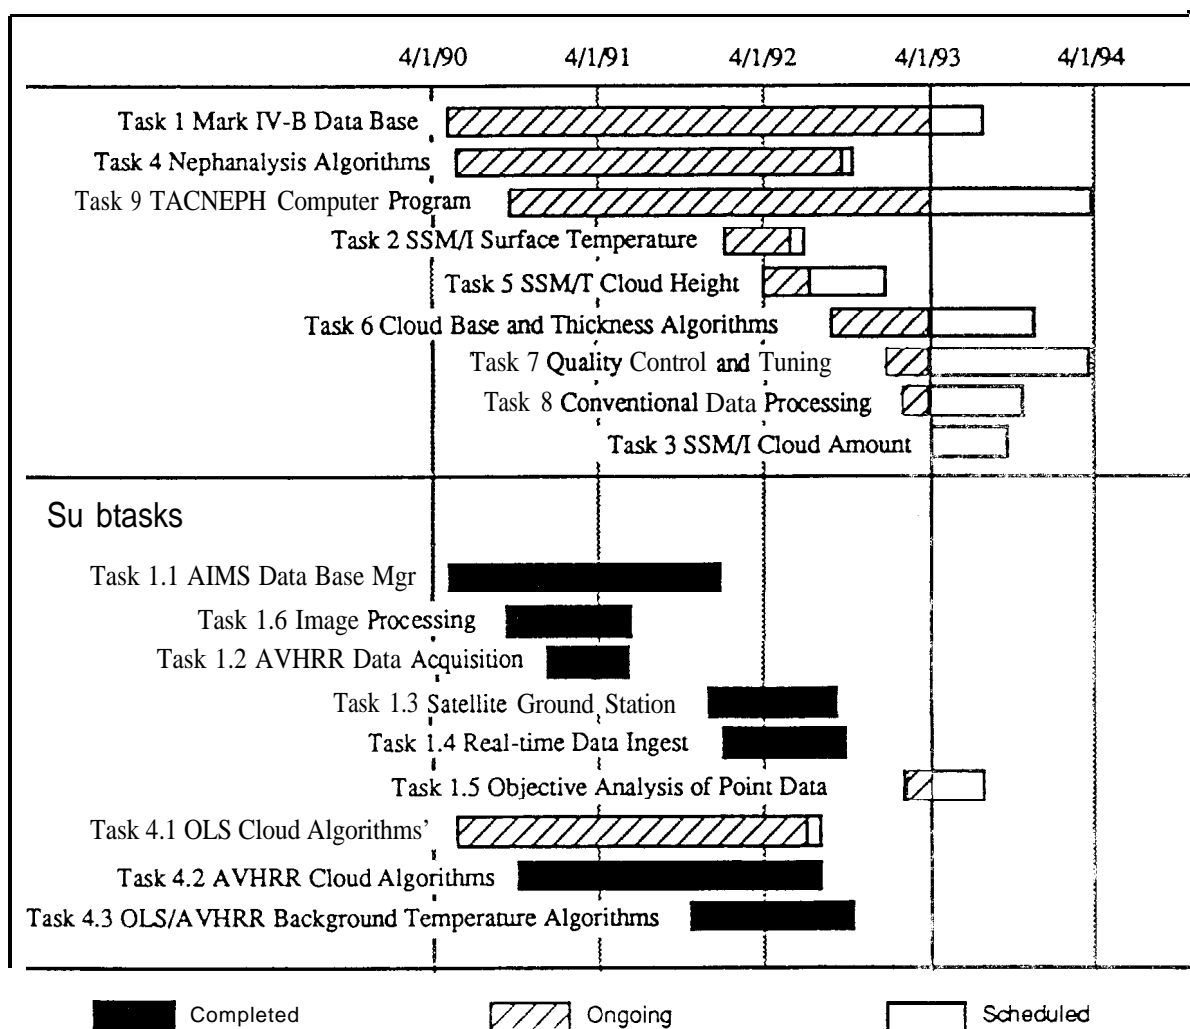 4/1/90 4/1/91 4/1/92 4/1/93 4/1/94
Task 1 Mark IV-B Data Base
Task 4 Nephanalysis Algorithms
Task 9 TACNEPH Computer Program
Task 2 SSM/I Surface Temperature
Task 5 SSM/T Cloud Height
Task 6 Cloud Base and Thickness Algorithms
Task 7 Quality Control and Tuning
Task 8 Conventional Data Processing
Task 3 SSM/I Cloud Amount
Su btasks
Task 1.1 AIMS Data Base Mgr
Task 1.6 Image Processing
Task 1.2 AVHRR Data Acquisition
Task 1.3 Satellite Ground Station
Task 1.4 Real-time Data Ingest
Task 1.5 Objective Analysis of Point Data
Task 4.1 OLS Cloud Algorithms’
Task 4.2 AVHRR Cloud Algorithms
Task 4.3 OLS/AVHRR Background Temperature Algorithms
Completed Ongoing Scheduled